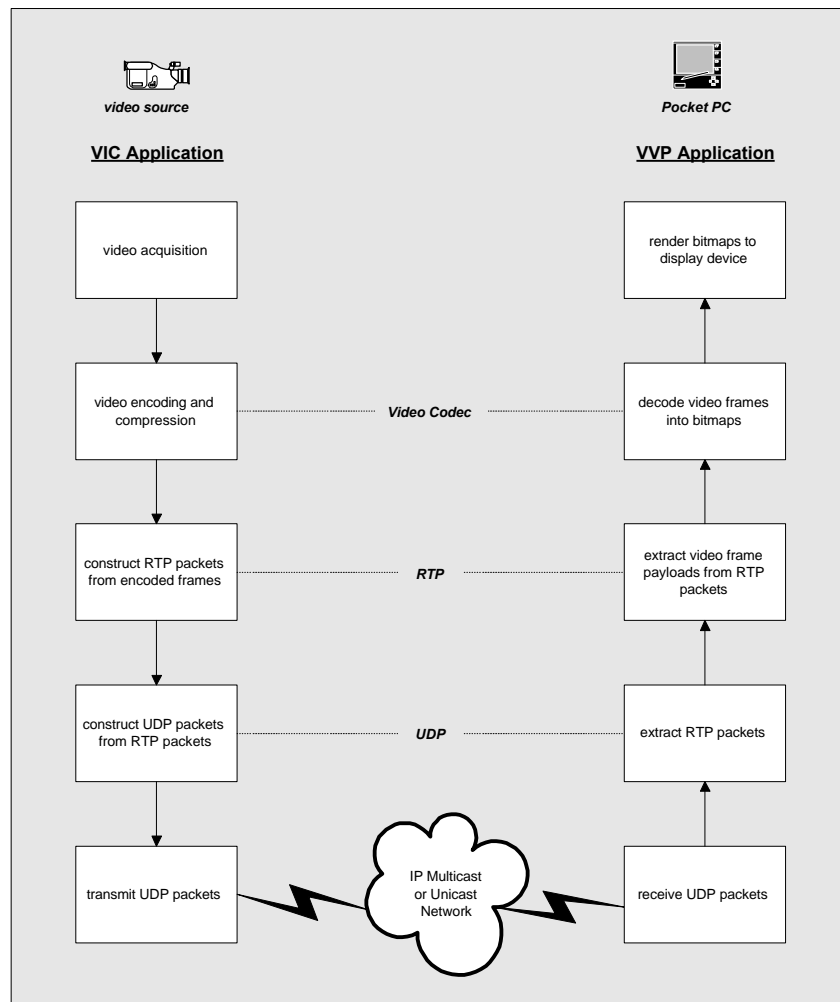 video source
Pocket PC
VIC Application
VVP Application
video acquisition
render bitmaps to
display device
video encoding and
compression
Video Codec
decode video frames
into bitmaps
construct RTP packets
from encoded frames
RTP
extract video frame
payloads from RTP
packets
construct UDP packets
from RTP packets
UDP
extract RTP packets
transmit UDP packets
IP Multicast
or Unicast
Network
receive UDP packets